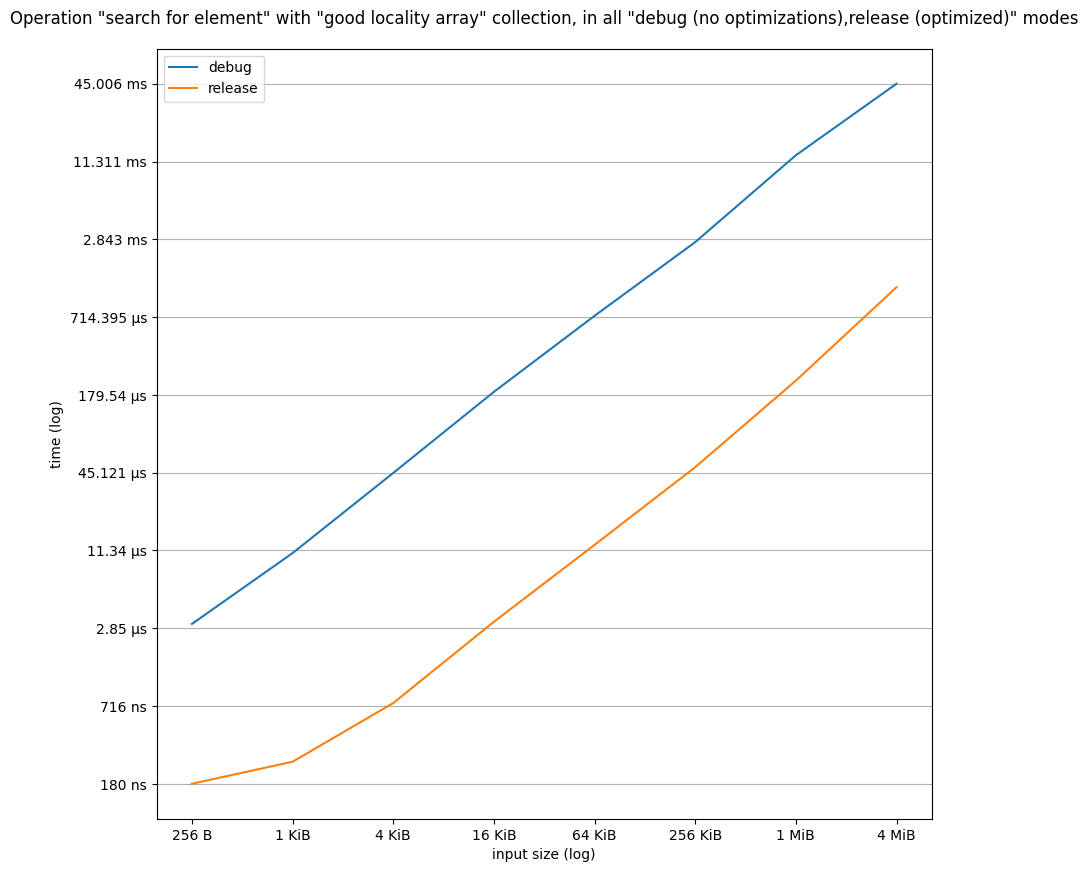 Operation "search for element" with "good locality array" collection, in all "debug (no optimizations),release (optimized)" modes
debug
release
45.006 ms
11.311 ms
2.843 ms
714.395 µs
179.54 µs
45.121 µs
11.34 µs
2.85 µs
716 ns
180 ns
time (log)
256 B
1 KiB
4 KiB
16 KiB
64 KiB
256 KiB
1 MiB
4 MiB
input size (log)